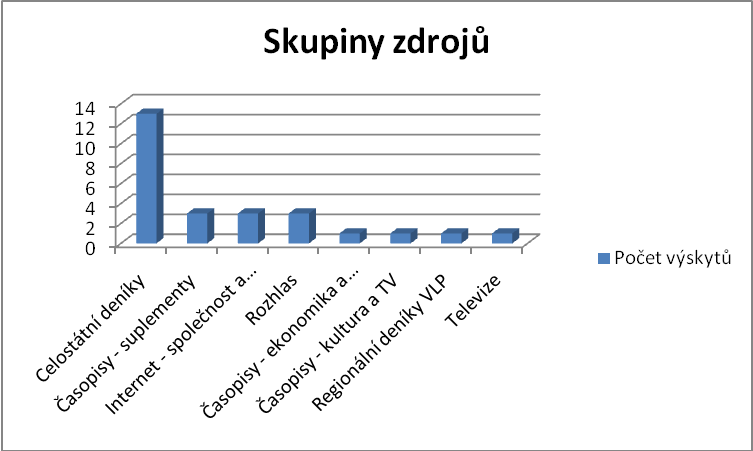 Skupiny zdrojů
14
12
10
8
6
4
2
0
Celostátní deníky
Časopisy - suplementy
Internet - společnost a...
Rozhlas
Časopisy - ekonomika a...
Časopisy - kultura a TV
Regionální deníky VLP
Televize
Počet výskytů